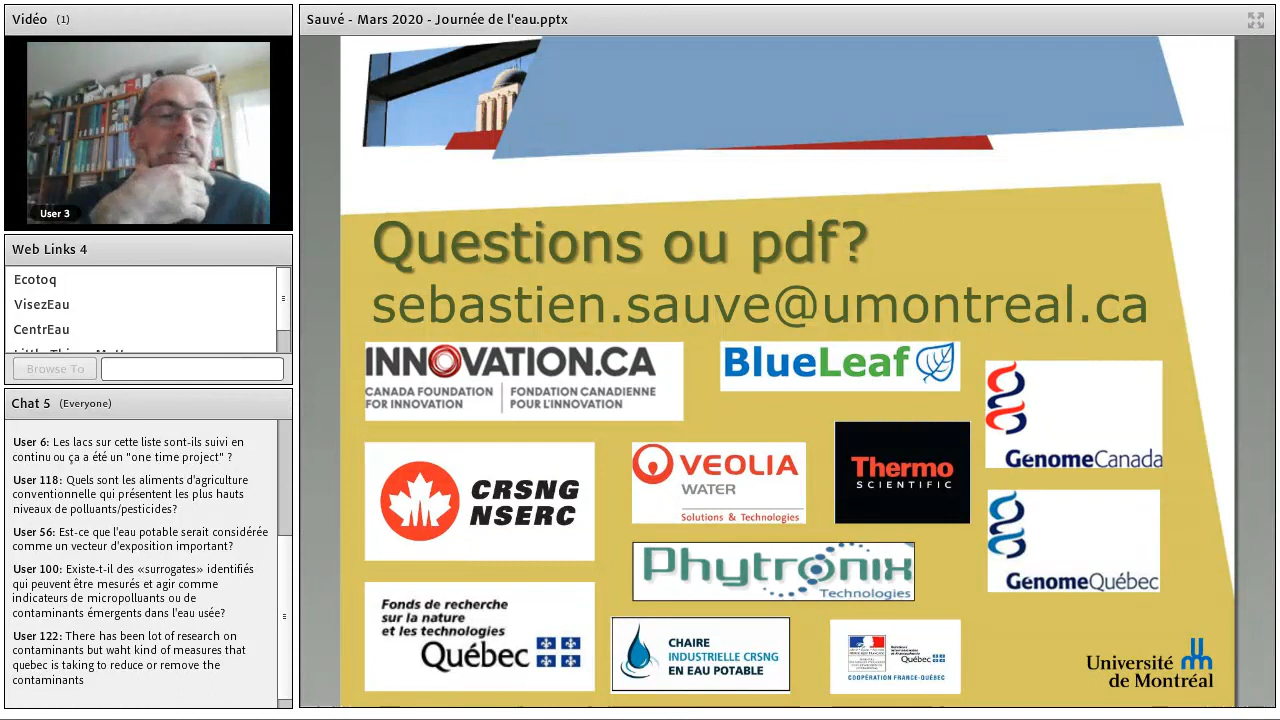 Vidéo (1)
User 3
Web Links 4
Ecotoq
VisezEau
CentrEau
Browse To
Chat 5 (Everyone)
User 6: Les lacs sur cette liste sont-ils suivi en
continu ou ça a été un "one time project" ?
User 118: Quels sont les aliments d'agriculture
conventionnelle qui présentent les plus hauts
niveaux de polluants/pesticides?
User 56: Est-ce que l'eau potable serait considérée
comme un vecteur d'exposition important?
User 100: Existe-t-il des «surrogates» identifiés
qui peuvent être mesurés et agir comme
indicateurs de micropolluants ou de
contaminants émergents dans l'eau usée?
User 122: There has been lot of research on
contaminants but waht kind of measures that
quebec is taking to reduce or remove the
contaminants
Sauvé - Mars 2020 - Journée de l'eau.pptx
Questions ou pdf?
sebastien.sauve@umontreal.ca
INNOVATION.CA
CANADA FOUNDATION
FOR INNOVATION
FONDATION CANADIENNE
POUR L'INNOVATION
BlueLeaf
GenomeCanada
CRSNG
NSERC
VEOLIA
WATER
Solutions & Technologies
Thermo
SCIENTIFIC
Phytronix
Technologies
GenomeQuébec
Fonds de recherche
sur la nature
et les technologies
Québec
CHAIRE
INDUSTRIELLE CRSNG
EN EAU POTABLE
Québec
COOPÉRATION FRANCE-QUÉBEC
Université
de Montréal